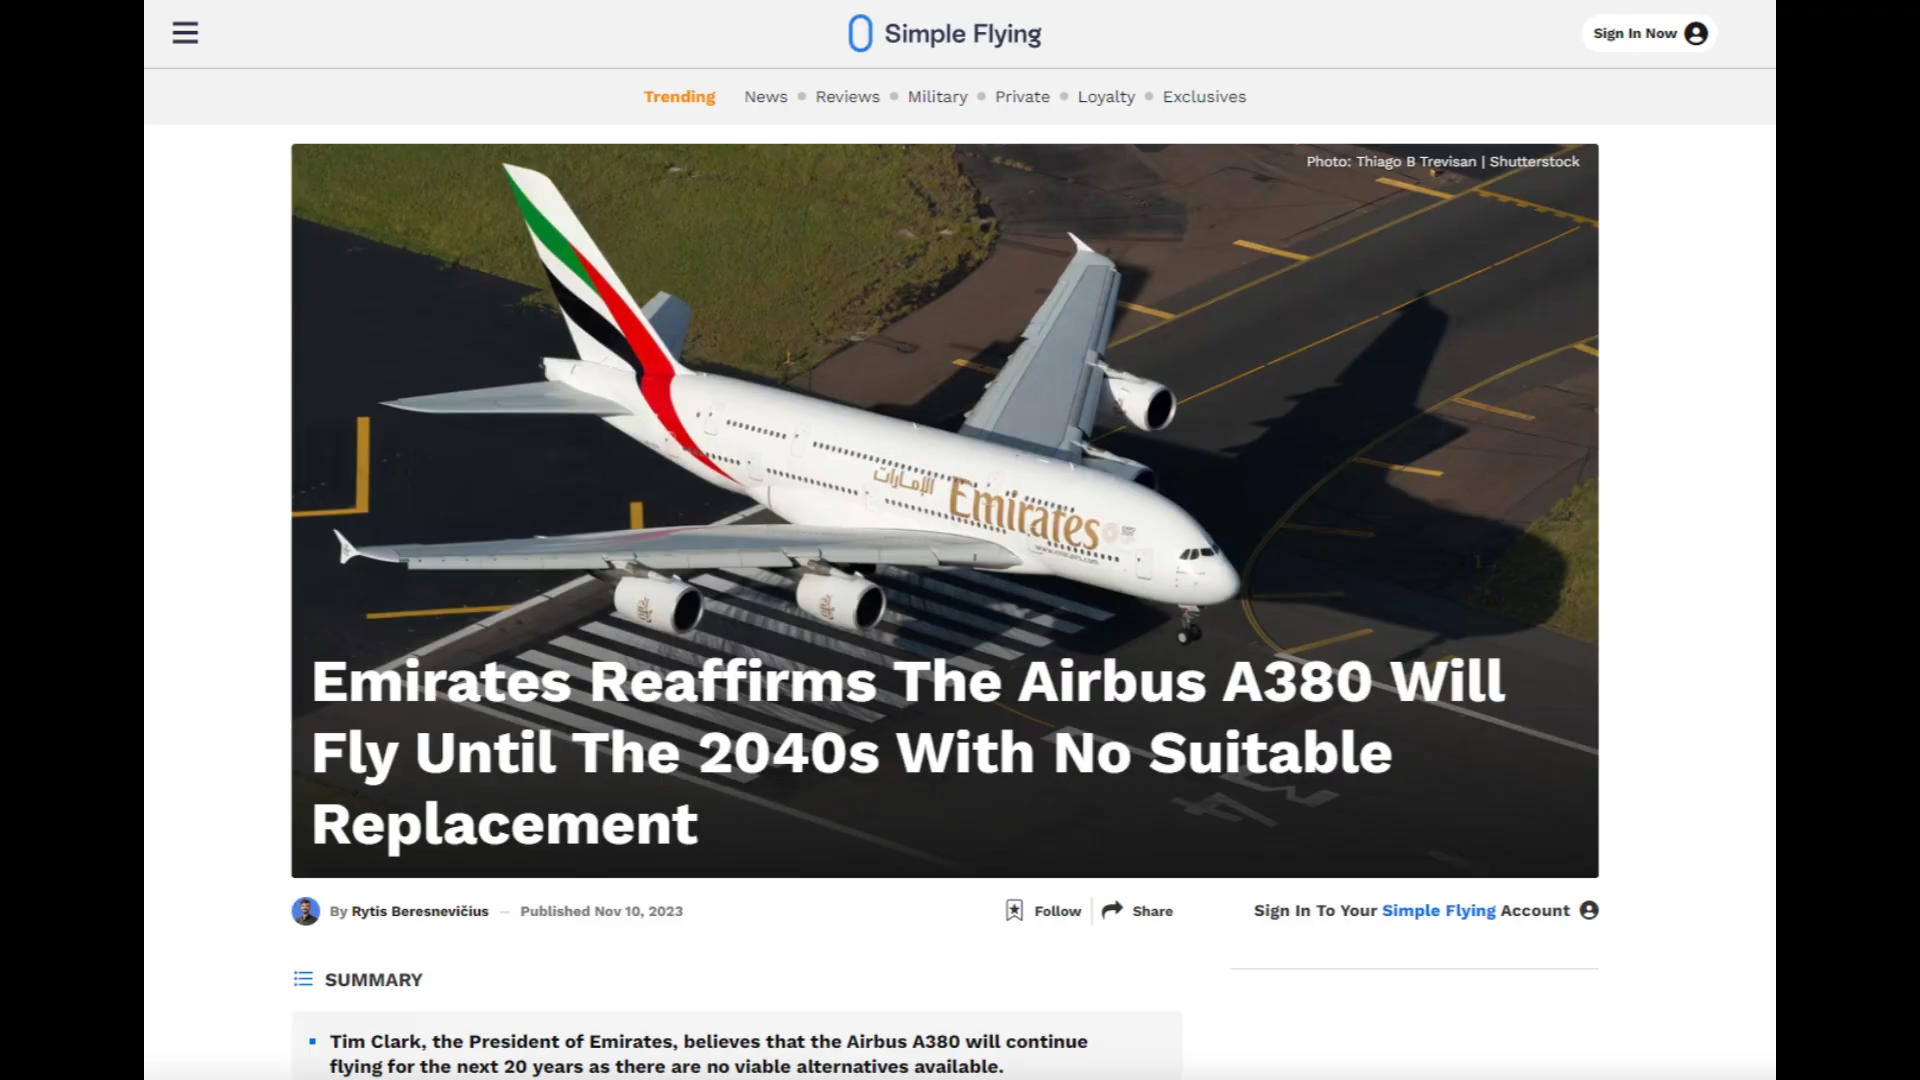 Simple Flying
Sign In Now
Trending News Reviews Military Private Loyalty Exclusives
Photo: Thiago B Trevisan | Shutterstock
الإمارات
Emirates
Emirates Reaffirms The Airbus A380 Will
Fly Until The 2040s With No Suitable
Replacement
By Rytis Beresnevičius — Published Nov 10, 2023
Follow
Share
Sign In To Your Simple Flying Account
SUMMARY
Tim Clark, the President of Emirates, believes that the Airbus A380 will continue
flying for the next 20 years as there are no viable alternatives available.